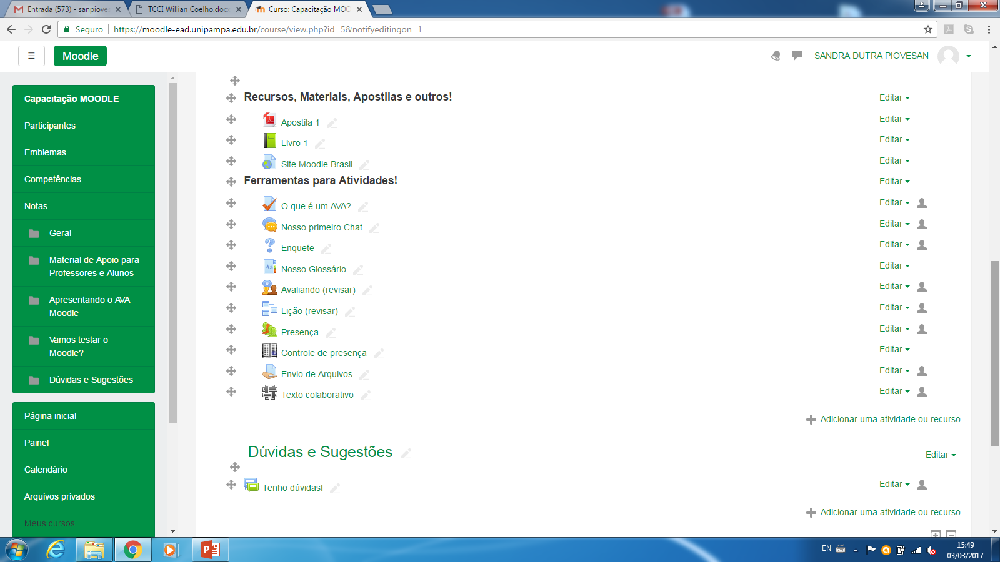 Entrada (573) - sanpioves
TCCI Willian Coelho.docx
Curso: Capacitação MOO
Seguro
https://moodle-ead.unipampa.edu.br/course/view.php?id=5&notifyeditingon=1
Moodle
SANDRA DUTRA PIOVESAN
Capacitação MOODLE
Participantes
Emblemas
Competências
Notas
Geral
Material de Apoio para
Professores e Alunos
Apresentando o AVA
Moodle
Vamos testar o
Moodle?
Dúvidas e Sugestões
Página inicial
Painel
Calendário
Arquivos privados
Meus cursos
Recursos, Materiais, Apostilas e outros! Editar
Apostila 1 Editar
Livro 1 Editar
Site Moodle Brasil Editar
Ferramentas para Atividades! Editar
O que é um AVA? Editar
Nosso primeiro Chat Editar
Enquete Editar
Nosso Glossário Editar
Avaliando (revisar) Editar
Lição (revisar) Editar
Presença Editar
Controle de presença Editar
Envio de Arquivos Editar
Texto colaborativo Editar
Adicionar uma atividade ou recurso
Dúvidas e Sugestões Editar
Tenho dúvidas! Editar
Adicionar uma atividade ou recurso
EN
15:49
03/03/2017